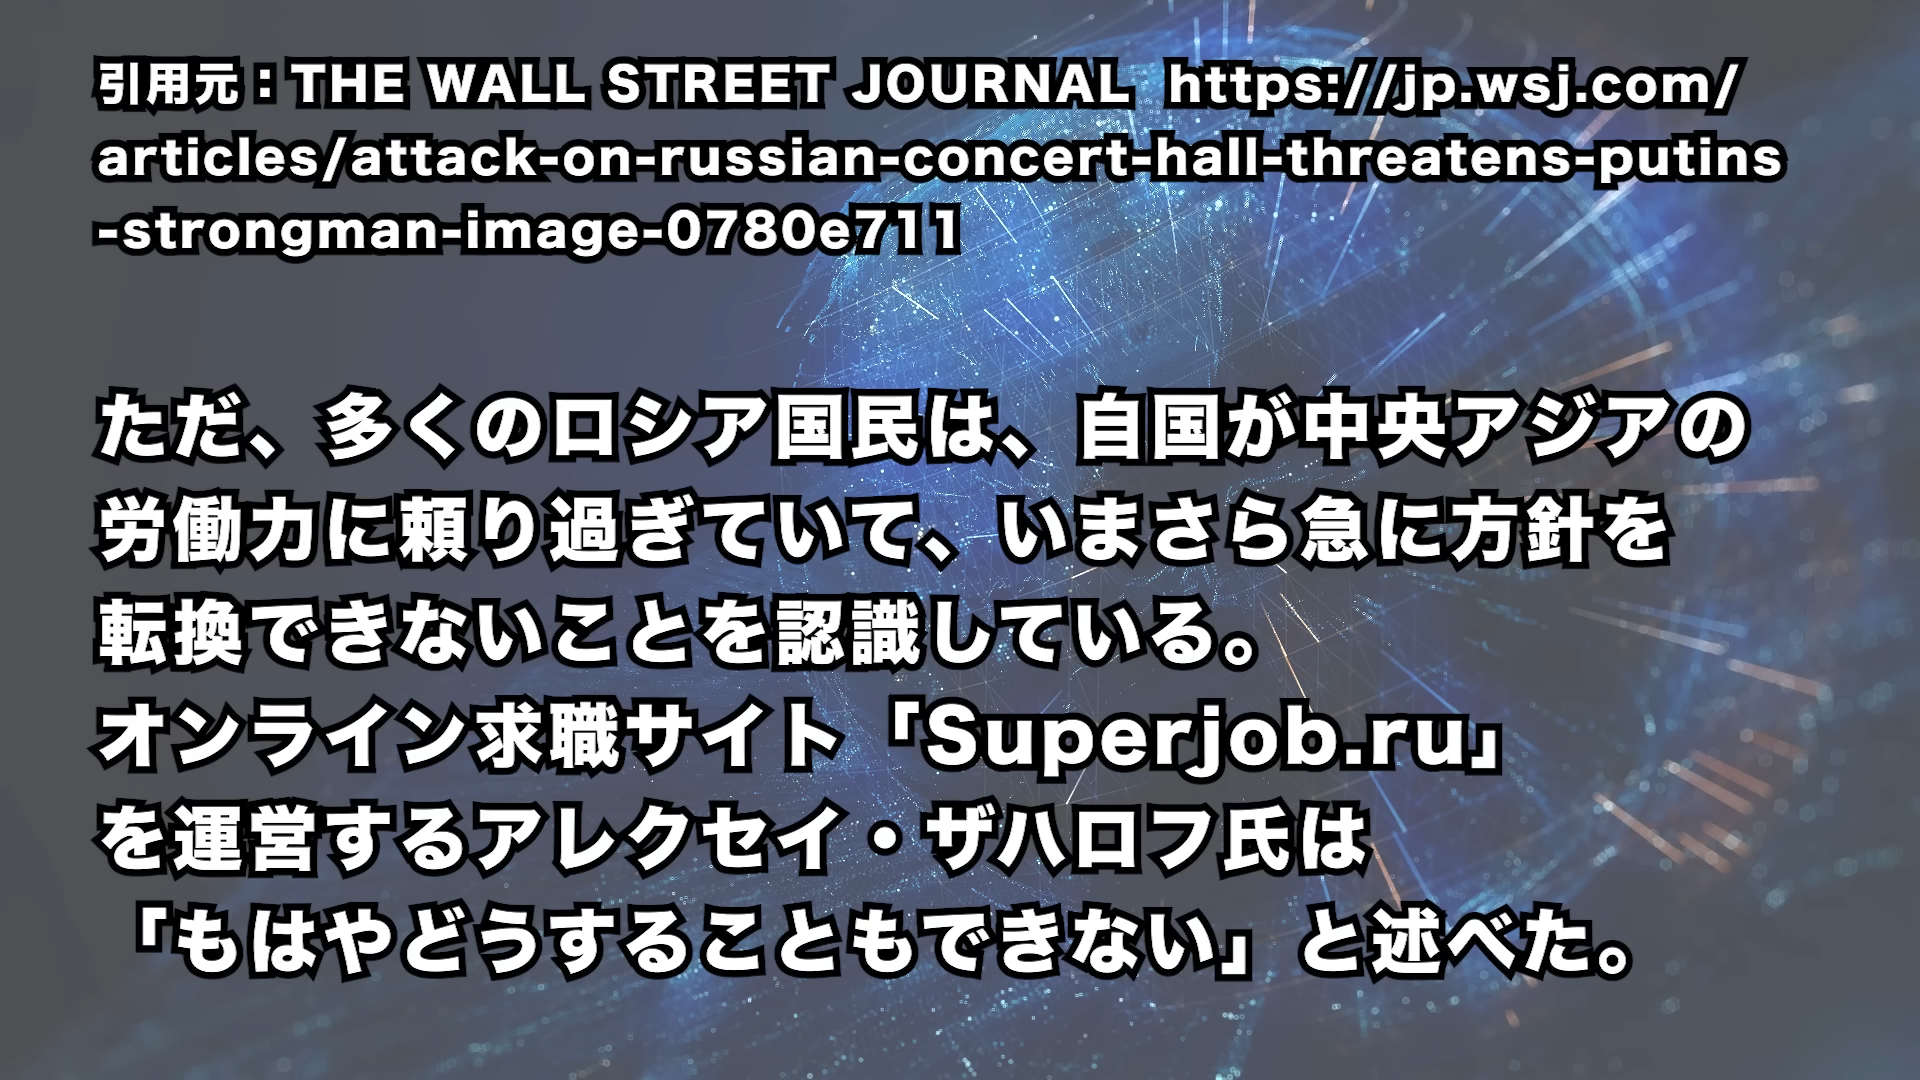 引用元：THE WALL STREET JOURNAL https://jp.wsj.com/
articles/attack-on-russian-concert-hall-threatens-putins
-strongman-image-0780e711
ただ、多くのロシア国民は、自国が中央アジアの
労働力に頼り過ぎていて、いまさら急に方針を
転換できないことを認識している。
オンライン求職サイト「Superjob.ru」
を運営するアレクセイ・ザハロフ氏は
「もはやどうすることもできない」と述べた。